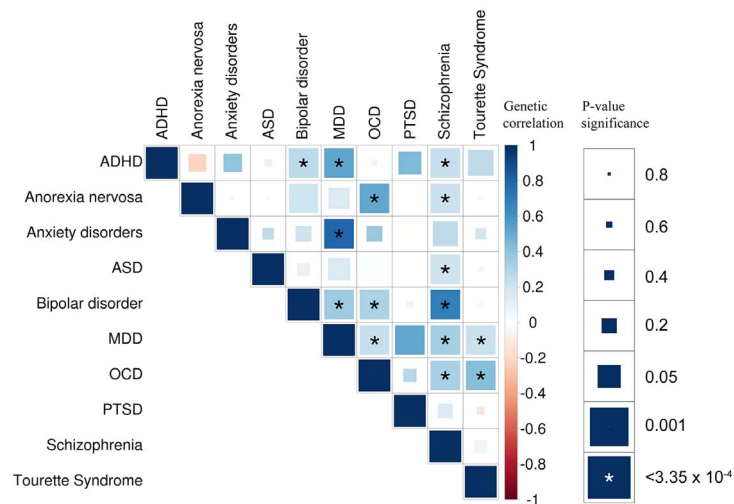 ADHD
Anorexia nervosa
Anxiety disorders
ASD
Bipolar disorder
MDD
OCD
PTSD
Schizophrenia
Tourette Syndrome
Genetic
correlation
P-value
significance
ADHD * * *
Anorexia nervosa * *
Anxiety disorders *
ASD *
Bipolar disorder * * *
MDD * * *
OCD * *
PTSD
Schizophrenia
Tourette Syndrome
1
0.8
0.6
0.4
0.2
0
-0.2
-0.4
-0.6
-0.8
-1
0.8
0.6
0.4
0.2
0.05
0.001
* <3.35 x 10⁻⁴